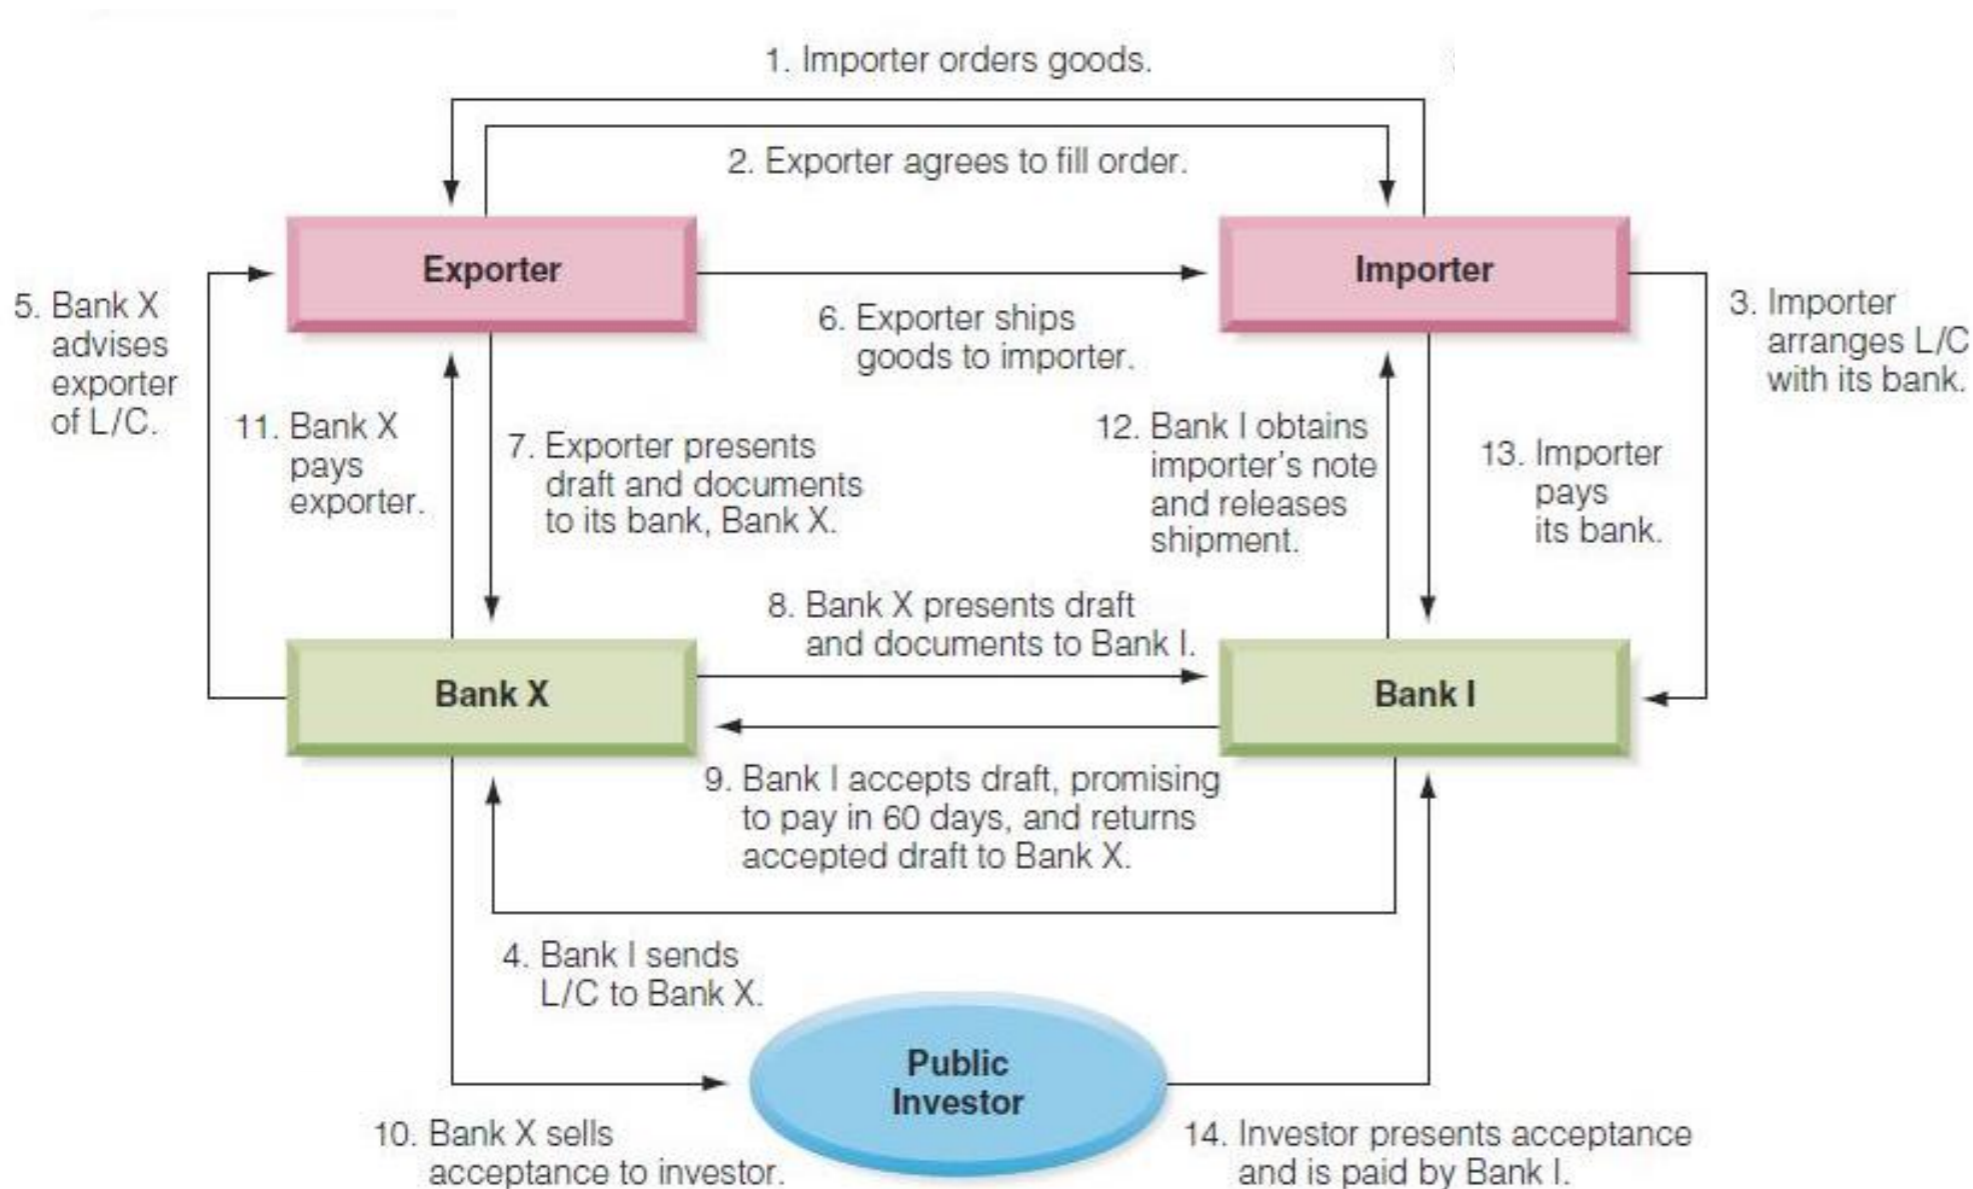 1. Importer orders goods.
2. Exporter agrees to fill order.
Exporter
Importer
5. Bank X
advises
exporter
of L/C.
6. Exporter ships
goods to importer.
3. Importer
arranges L/C
with its bank.
11. Bank X
pays
exporter.
7. Exporter presents
draft and documents
to its bank, Bank X.
12. Bank I obtains
importer's note
and releases
shipment.
13. Importer
pays
its bank.
8. Bank X presents draft
and documents to Bank I.
Bank X
Bank I
9. Bank I accepts draft, promising
to pay in 60 days, and returns
accepted draft to Bank X.
4. Bank I sends
L/C to Bank X.
Public
Investor
10. Bank X sells
acceptance to investor.
14. Investor presents acceptance
and is paid by Bank I.